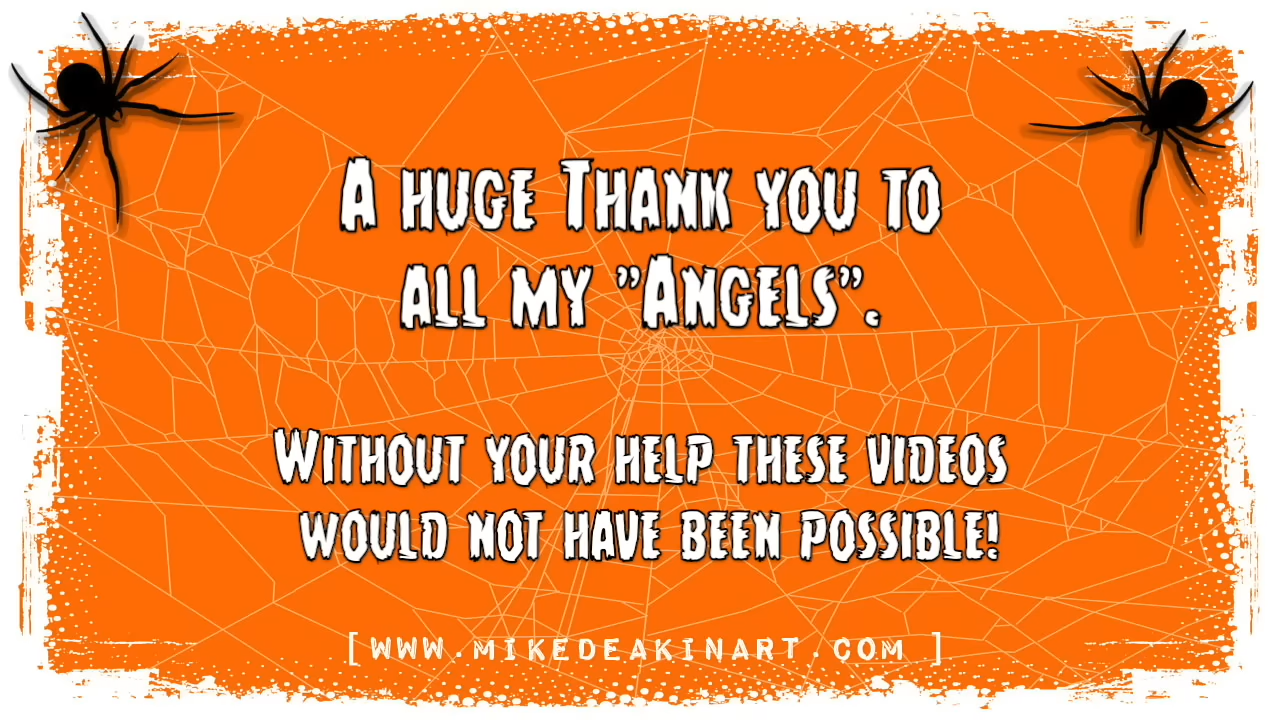 A huge Thank you to
all my "Angels".
Without your help these videos
would not have been possible!
[www.mikedeakinart.com ]